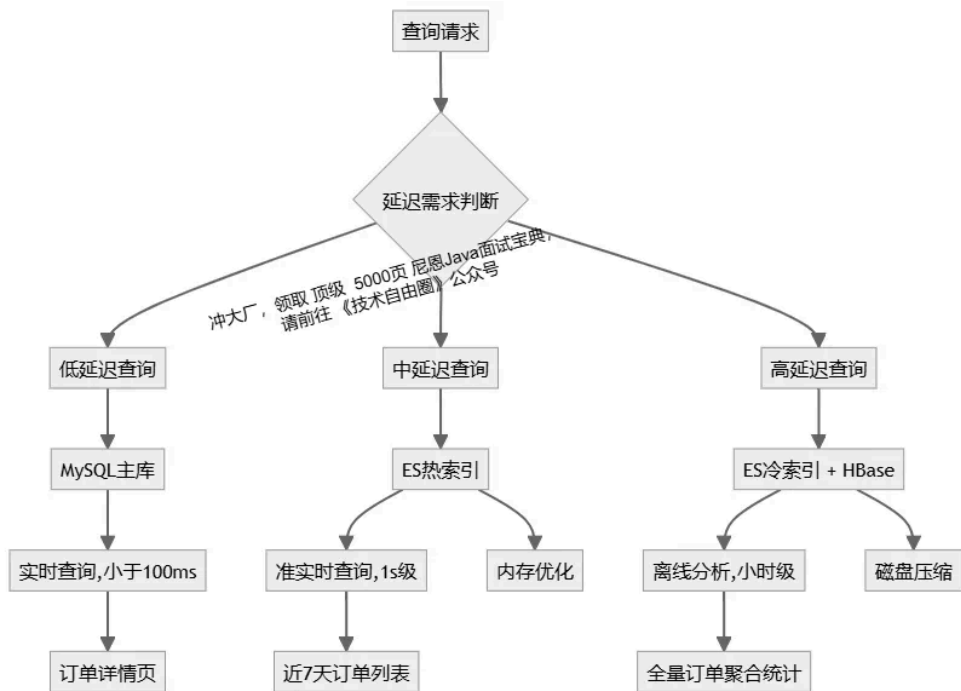 查询请求
延迟需求判断
冲大厂，领取 顶级 5000页 尼恩Java面试宝典，
请前往 《技术自由圈》公众号
低延迟查询
中延迟查询
高延迟查询
MySQL主库
ES热索引
ES冷索引 + HBase
实时查询,小于100ms
准实时查询,1s级
内存优化
离线分析,小时级
磁盘压缩
订单详情页
近7天订单列表
全量订单聚合统计